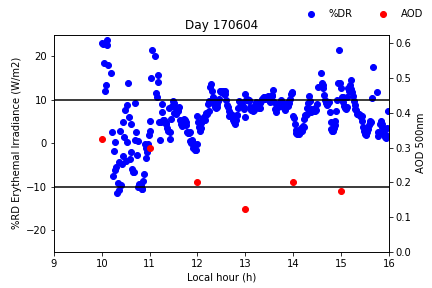 %DR AOD
Day 170604
%RD Erythemal Irradiance (W/m2)
20
10
0
−10
−20
0.6
0.5
0.4
0.3
0.2
0.1
0.0
AOD 500nm
9 10 11 12 13 14 15 16
Local hour (h)